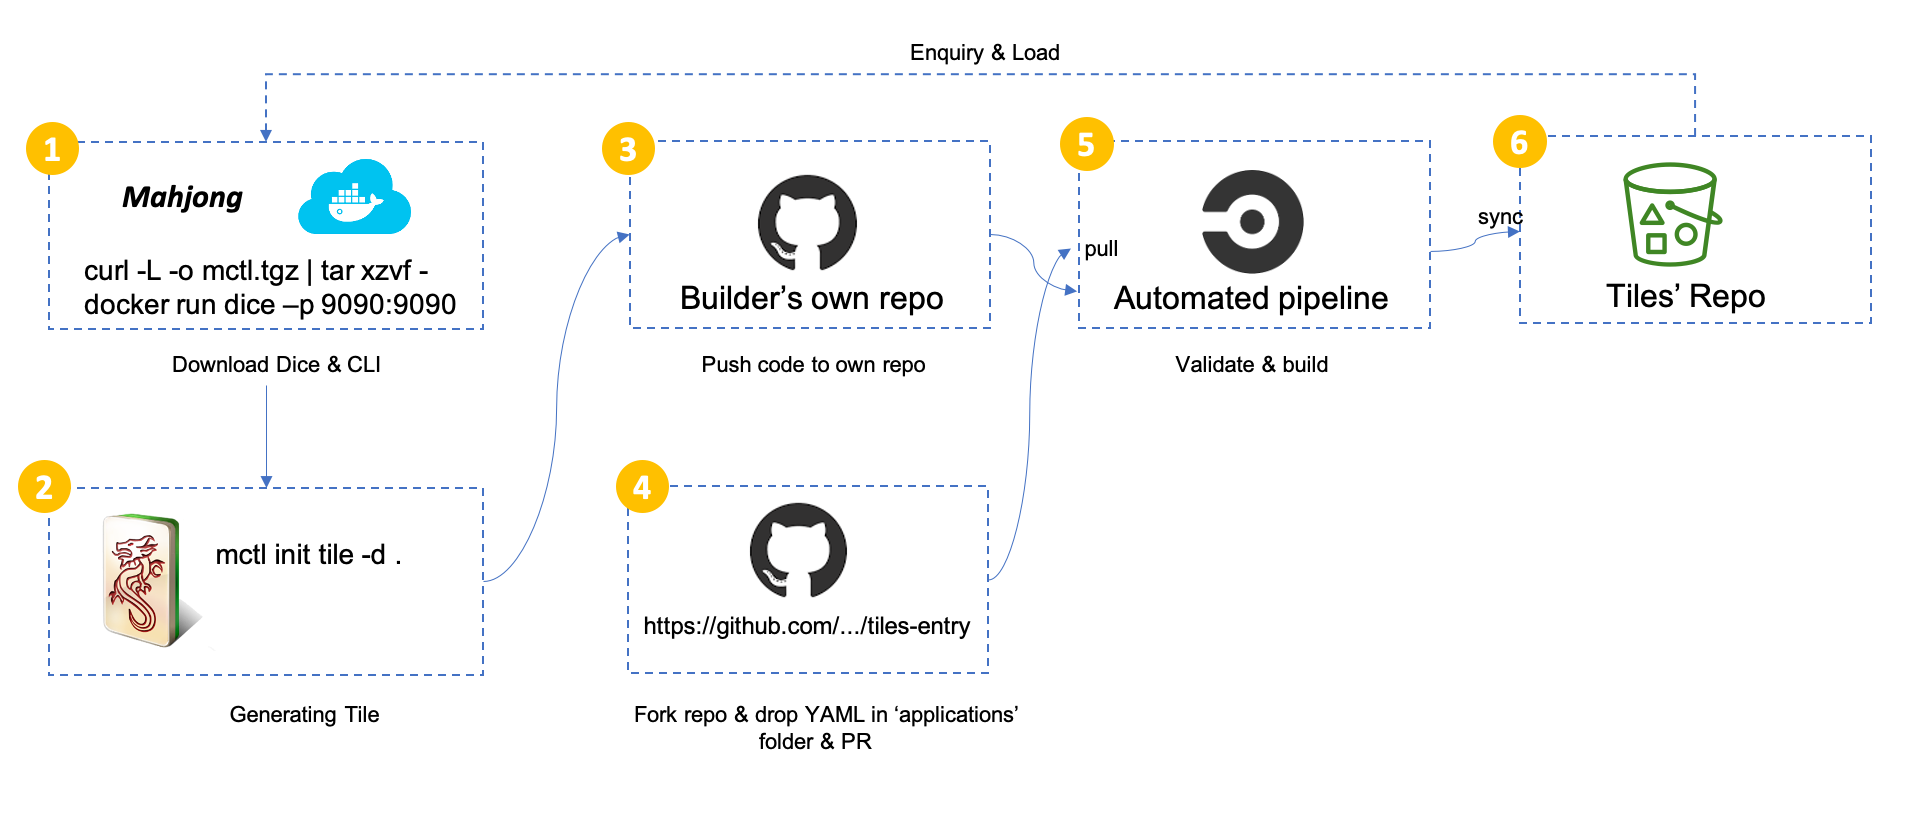 Enquiry & Load
1
Mahjong
curl -L -o mctl.tgz | tar xzvf -
docker run dice –p 9090:9090
Download Dice & CLI
2
mctl init tile -d .
Generating Tile
3
Builder’s own repo
Push code to own repo
4
https://github.com/.../tiles-entry
Fork repo & drop YAML in ‘applications’
folder & PR
5
pull
Automated pipeline
Validate & build
sync
6
Tiles’ Repo